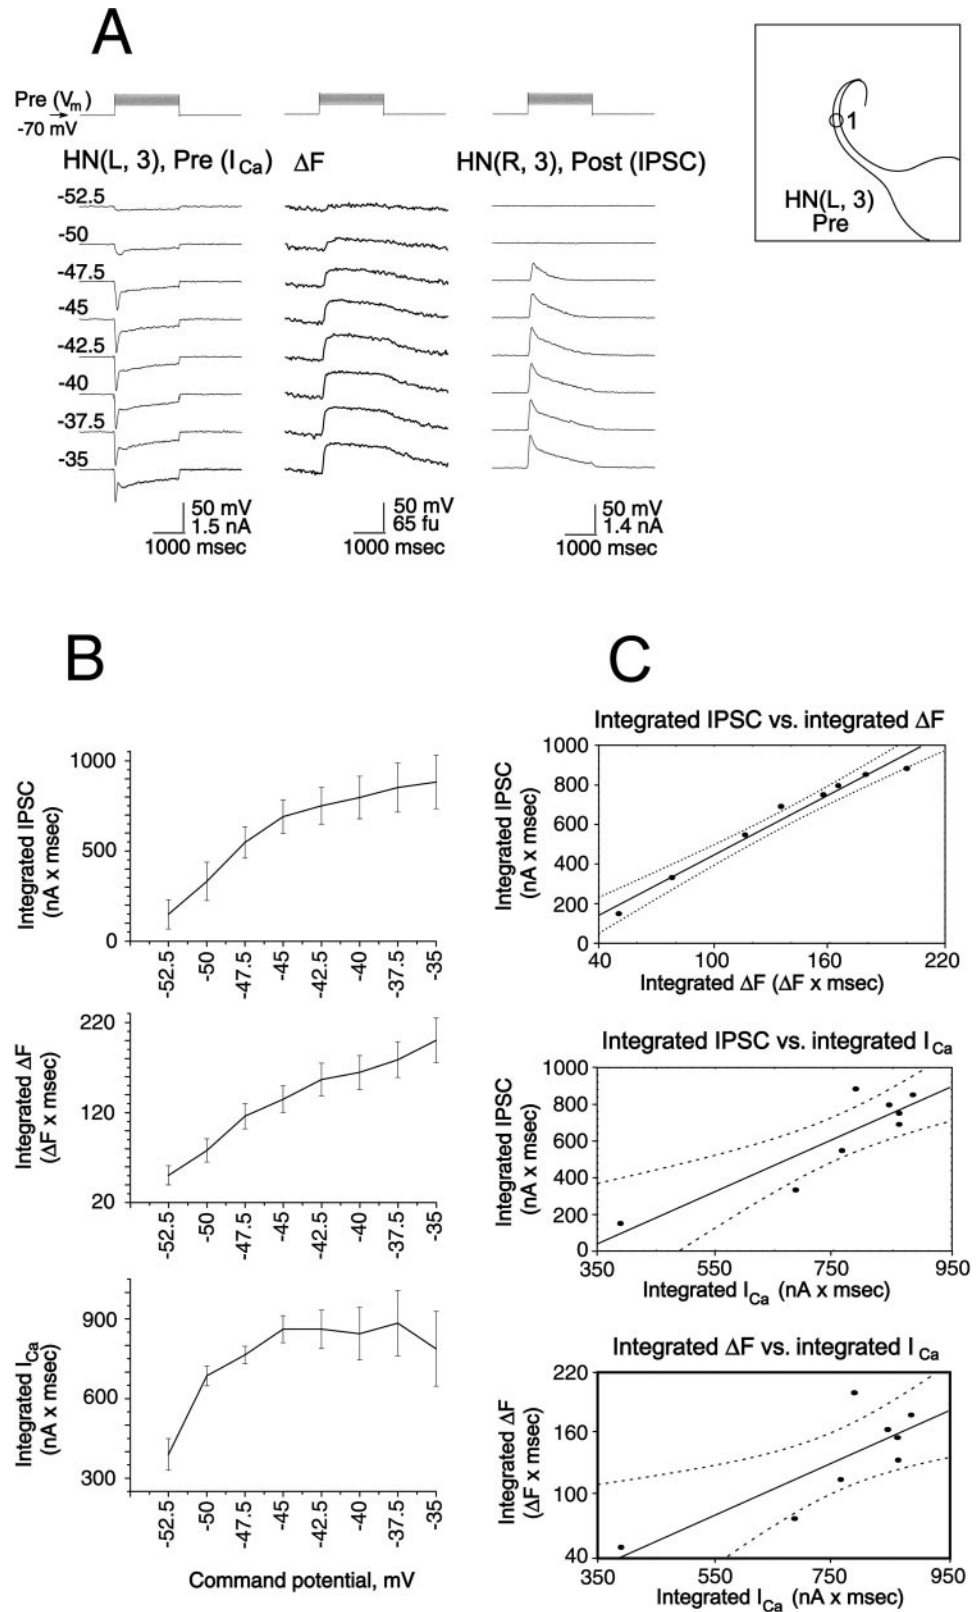 A
Pre (Vm)
-70 mV
HN(L, 3), Pre (ICa)
ΔF
HN(R, 3), Post (IPSC)
-52.5
-50
-47.5
-45
-42.5
-40
-37.5
-35
50 mV
1.5 nA
1000 msec
50 mV
65 fu
1000 msec
50 mV
1.4 nA
1000 msec
1
HN(L, 3)
Pre
B
Integrated IPSC
(nA x msec)
1000
500
0
-52.5
-50
-47.5
-45
-42.5
-40
-37.5
-35
Integrated ΔF
(ΔF x msec)
220
120
20
-52.5
-50
-47.5
-45
-42.5
-40
-37.5
-35
Integrated ICa
(nA x msec)
900
600
300
-52.5
-50
-47.5
-45
-42.5
-40
-37.5
-35
Command potential, mV
C
Integrated IPSC vs. integrated ΔF
Integrated IPSC
(nA x msec)
1000
800
600
400
200
0
40 100 160 220
Integrated ΔF (ΔF x msec)
Integrated IPSC vs. integrated ICa
Integrated IPSC
(nA x msec)
1000
800
600
400
200
0
350 550 750 950
Integrated ICa (nA x msec)
Integrated ΔF vs. integrated ICa
Integrated ΔF
(ΔF x msec)
220
160
100
40
350 550 750 950
Integrated ICa (nA x msec)